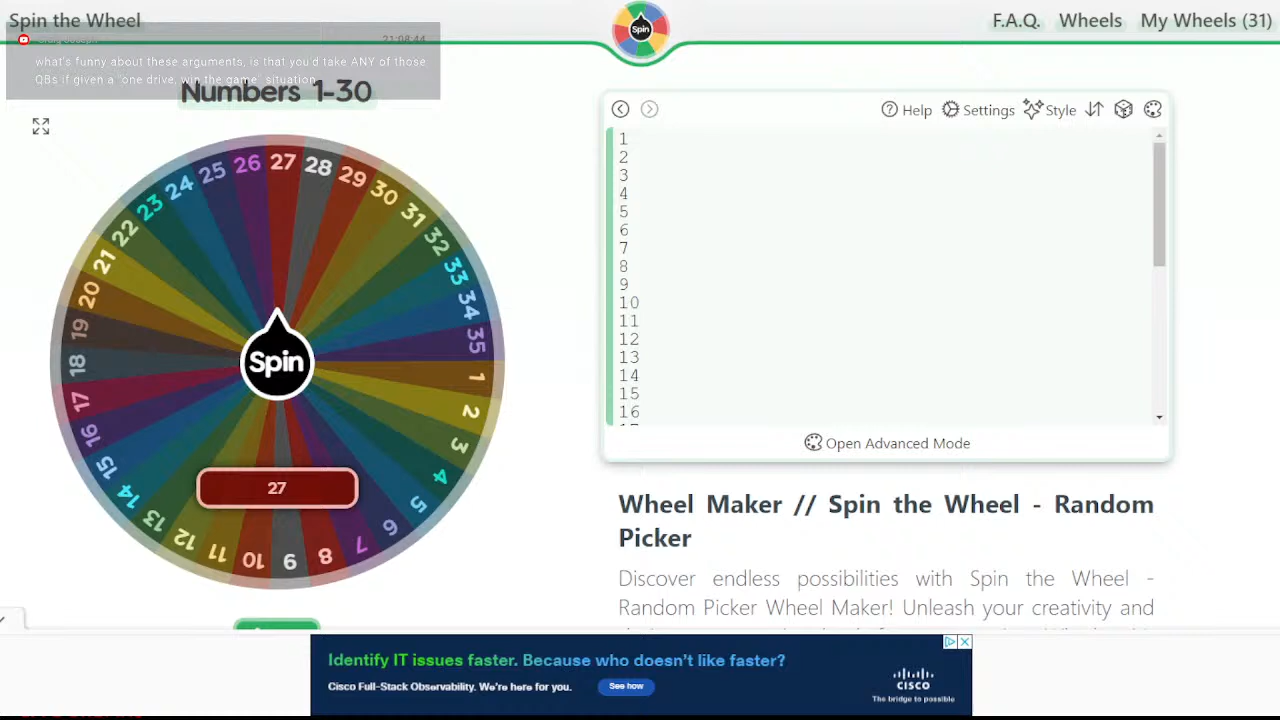 Spin the Wheel
Spin
F.A.Q. Wheels My Wheels (31)
21:08:44
what's funny about these arguments, is that you'd take ANY of those
QBs if given a "one drive, win the game" situation
Numbers 1-30
Help Settings Style
1
2
3
4
5
6
7
8
9
10
11
12
13
14
15
16
Open Advanced Mode
27
28
29
30
31
32
33
34
35
1
2
3
4
5
6
7
8
9
10
11
12
13
14
15
16
17
18
19
20
21
22
23
24
25
26
Spin
27
Wheel Maker // Spin the Wheel - Random
Picker
Discover endless possibilities with Spin the Wheel -
Random Picker Wheel Maker! Unleash your creativity and
Identify IT issues faster. Because who doesn't like faster?
Cisco Full-Stack Observability. We're here for you.
See how
CISCO
The bridge to possible